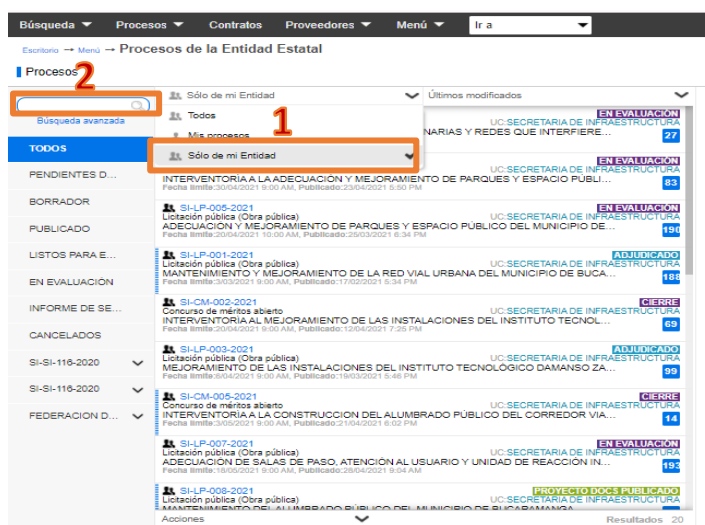 Búsqueda Procesos Contratos Proveedores Menú Ir a
Escritorio → Menú → Procesos de la Entidad Estatal
Procesos
2
Búsqueda avanzada
TODOS
PENDIENTES D...
BORRADOR
PUBLICADO
LISTOS PARA E...
EN EVALUACIÓN
INFORME DE SE...
CANCELADOS
SI-SI-116-2020
SI-SI-116-2020
FEDERACION D...
Sólo de mi Entidad Últimos modificados
Todos
Mis procesos
1
Sólo de mi Entidad
EN EVALUACIÓN
UC:SECRETARIA DE INFRAESTRUCTURA
NARIAS Y REDES QUE INTERFIERE...
27
EN EVALUACIÓN
UC:SECRETARIA DE INFRAESTRUCTURA
INTERVENTORIA A LA ADECUACIÓN Y MEJORAMIENTO DE PARQUES Y ESPACIO PÚBLI...
83
Fecha límite:30/04/2021 9:00 AM, Publicado:23/04/2021 5:50 PM
SI-LP-005-2021 EN EVALUACIÓN
Licitación pública (Obra pública) UC:SECRETARIA DE INFRAESTRUCTURA
ADECUACIÓN Y MEJORAMIENTO DE PARQUES Y ESPACIO PÚBLICO DEL MUNICIPIO DE...
190
Fecha límite:20/04/2021 10:00 AM, Publicado:25/03/2021 6:34 PM
SI-LP-001-2021 ADJUDICADO
Licitación pública (Obra pública) UC:SECRETARIA DE INFRAESTRUCTURA
MANTENIMIENTO Y MEJORAMIENTO DE LA RED VIAL URBANA DEL MUNICIPIO DE BUCA...
188
Fecha límite:3/03/2021 9:00 AM, Publicado:17/02/2021 5:34 PM
SI-CM-002-2021 CIERRE
Concurso de méritos abierto UC:SECRETARIA DE INFRAESTRUCTURA
INTERVENTORIA AL MEJORAMIENTO DE LAS INSTALACIONES DEL INSTITUTO TECNOL...
69
Fecha límite:20/04/2021 9:00 AM, Publicado:12/04/2021 7:25 PM
SI-LP-003-2021 ADJUDICADO
Licitación pública (Obra pública) UC:SECRETARIA DE INFRAESTRUCTURA
MEJORAMIENTO DE LAS INSTALACIONES DEL INSTITUTO TECNOLÓGICO DAMANSO ZA...
99
Fecha límite:6/04/2021 9:00 AM, Publicado:19/03/2021 5:46 PM
SI-CM-005-2021 CIERRE
Concurso de méritos abierto UC:SECRETARIA DE INFRAESTRUCTURA
INTERVENTORIA A LA CONSTRUCCION DEL ALUMBRADO PÚBLICO DEL CORREDOR VIA...
14
Fecha límite:3/05/2021 9:00 AM, Publicado:21/04/2021 6:02 PM
SI-LP-007-2021 EN EVALUACIÓN
Licitación pública (Obra pública) UC:SECRETARIA DE INFRAESTRUCTURA
ADECUACION DE SALAS DE PASO, ATENCIÓN AL USUARIO Y UNIDAD DE REACCIÓN IN...
193
Fecha límite:18/05/2021 9:00 AM, Publicado:28/04/2021 9:04 AM
SI-LP-008-2021 PROYECTO DOCS PUBLICADO
Licitación pública (Obra pública) UC:SECRETARIA DE INFRAESTRUCTURA
MANTENIMIENTO DEL ALUMBRADO PUBLICO DEL MUNICIPIO DE BUCARAMANGA
Acciones Resultados 20